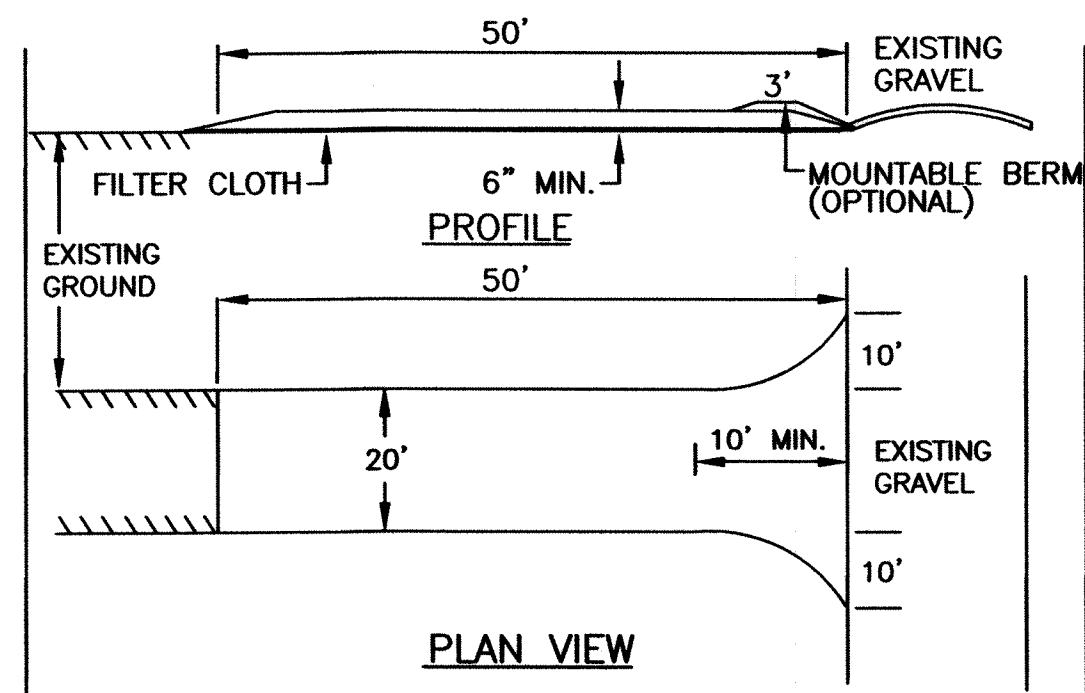 50'
EXISTING
GRAVEL
3'
FILTER CLOTH
6" MIN.
MOUNTABLE BERM
(OPTIONAL)
PROFILE
EXISTING
GROUND
50'
10'
20'
10' MIN.
EXISTING
GRAVEL
10'
PLAN VIEW